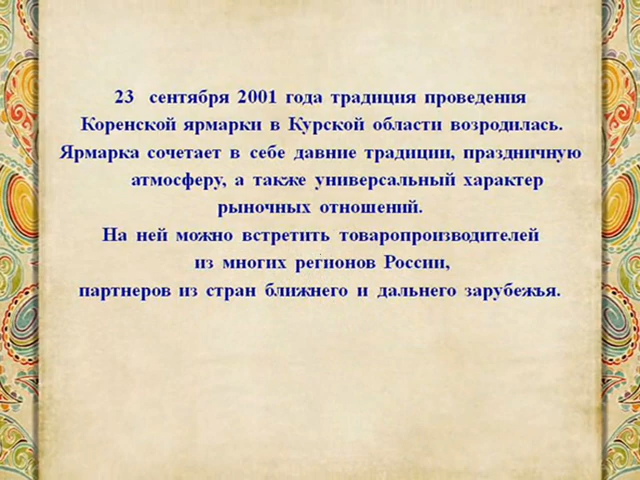 23 сентября 2001 года традиция проведения
Коренской ярмарки в Курской области возродилась.
Ярмарка сочетает в себе давние традиции, праздничную
атмосферу, а также универсальный характер
рыночных отношений.
На ней можно встретить товаропроизводителей
из многих регионов России,
партнеров из стран ближнего и дальнего зарубежья.